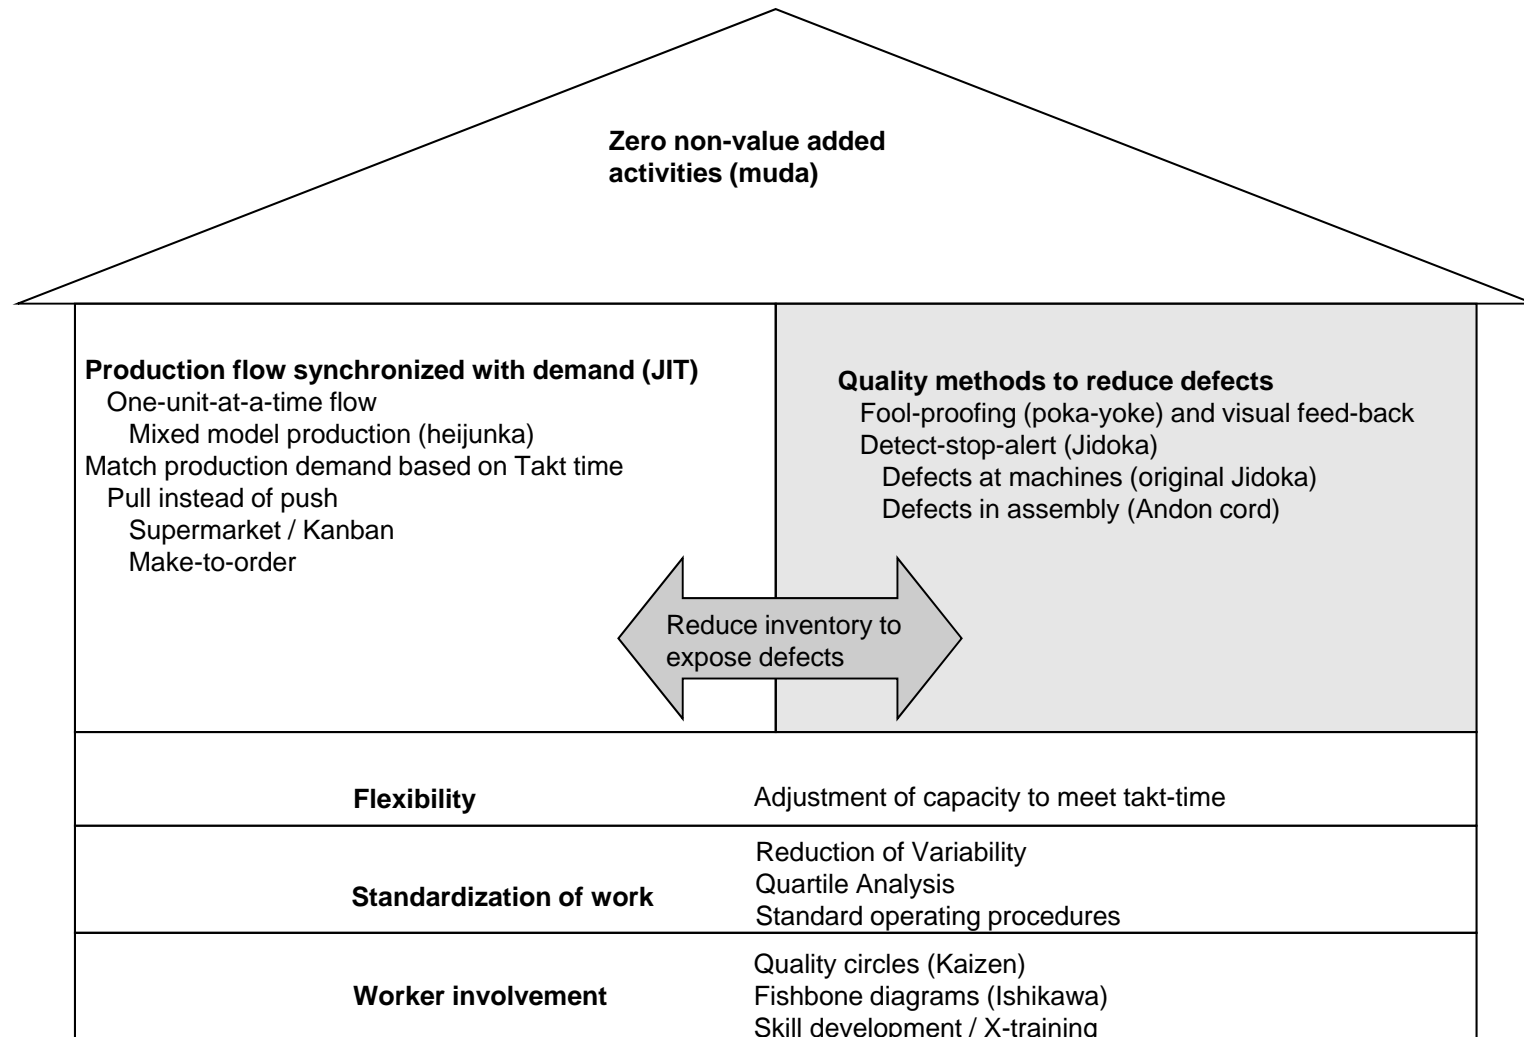 Zero non-value added
activities (muda)
Production flow synchronized with demand (JIT)
One-unit-at-a-time flow
Mixed model production (heijunka)
Match production demand based on Takt time
Pull instead of push
Supermarket / Kanban
Make-to-order
Quality methods to reduce defects
Fool-proofing (poka-yoke) and visual feed-back
Detect-stop-alert (Jidoka)
Defects at machines (original Jidoka)
Defects in assembly (Andon cord)
Reduce inventory to
expose defects
Flexibility
Adjustment of capacity to meet takt-time
Standardization of work
Reduction of Variability
Quartile Analysis
Standard operating procedures
Worker involvement
Quality circles (Kaizen)
Fishbone diagrams (Ishikawa)
Skill development / X-training